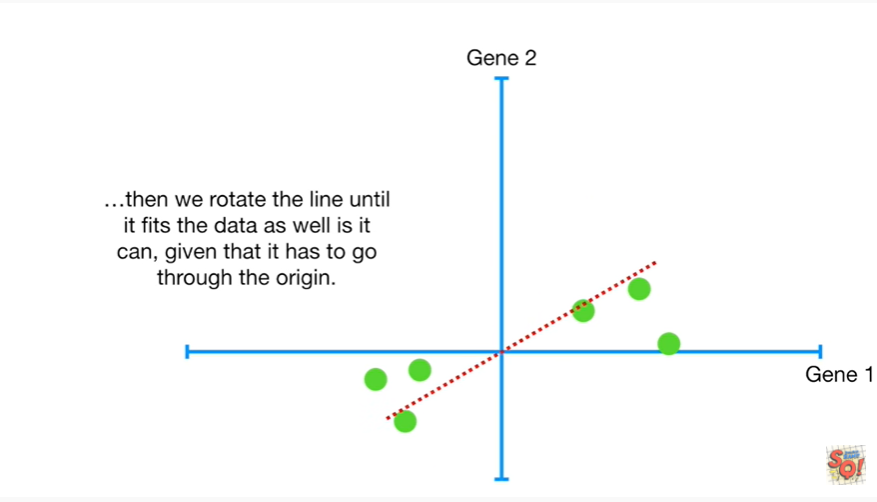 Gene 2
...then we rotate the line until
it fits the data as well is it
can, given that it has to go
through the origin.
Gene 1
SO!